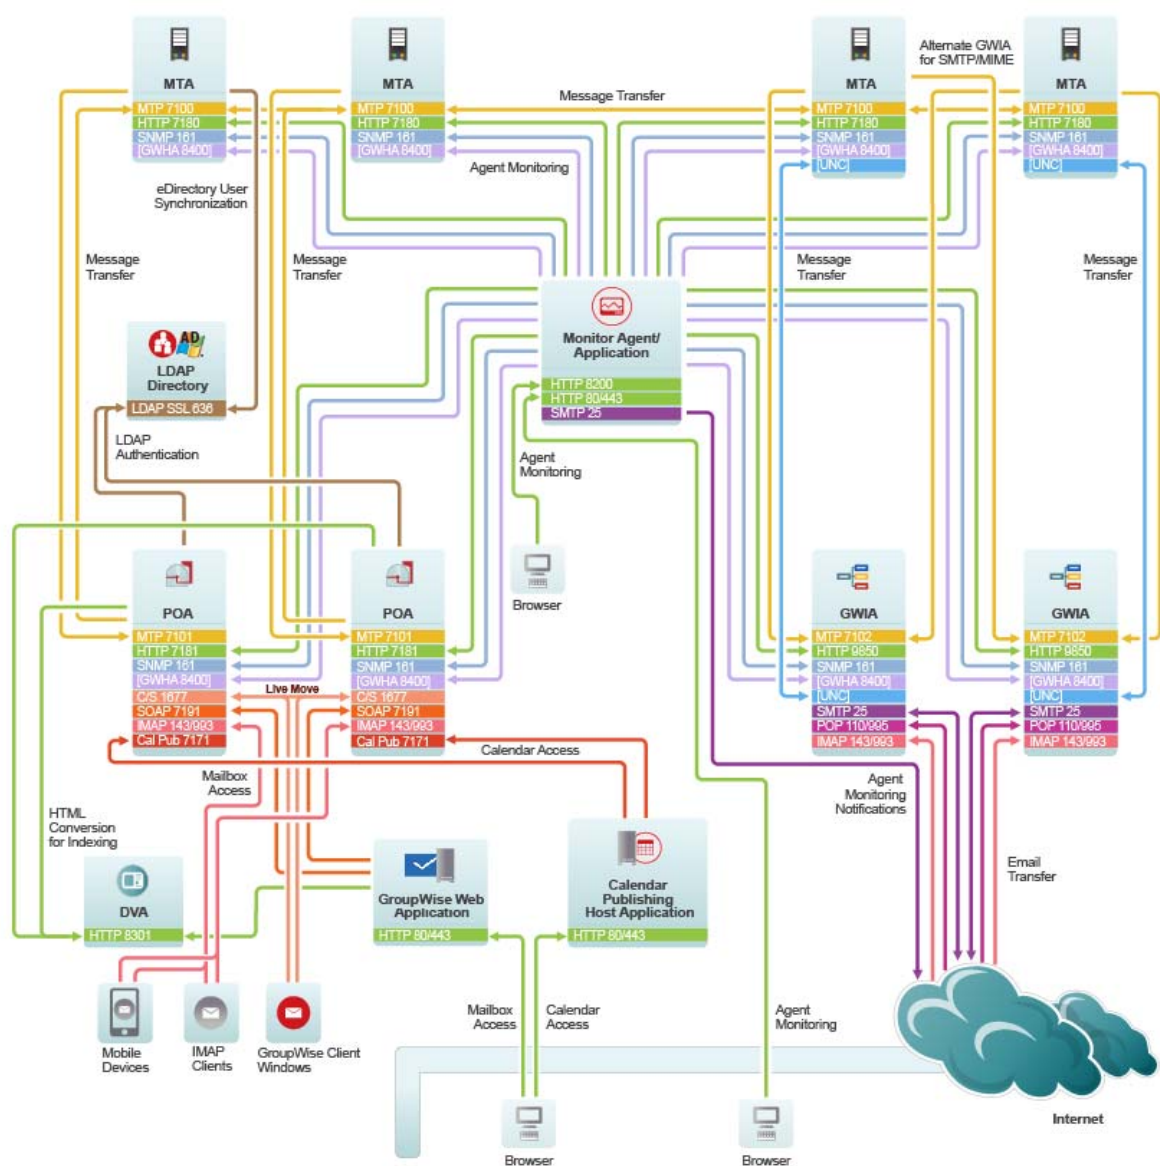 Alternate GWIA
for SMTP/MIME
MTA
MTP 7100
HTTP 7180
SNMP 161
[GWHA 8400]
MTA
MTP 7100
HTTP 7180
SNMP 161
[GWHA 8400]
Message Transfer
Agent Monitoring
MTA
MTP 7100
HTTP 7180
SNMP 161
[GWHA 8400]
[UNC]
MTA
MTP 7100
HTTP 7180
SNMP 161
[GWHA 8400]
[UNC]
eDirectory User
Synchronization
Message
Transfer
Message
Transfer
Message
Transfer
Message
Transfer
Monitor Agent/
Application
HTTP 8200
HTTP 80/443
SMTP 25
AD
LDAP
Directory
LDAP SSL 636
LDAP
Authentication
Agent
Monitoring
Browser
POA
MTP 7101
HTTP 7181
SNMP 161
[GWHA 8400]
C/S 1677
SOAP 7191
IMAP 143/993
Cal Pub 7171
Live Move
POA
MTP 7101
HTTP 7181
SNMP 161
[GWHA 8400]
C/S 1677
SOAP 7191
IMAP 143/993
Cal Pub 7171
GWIA
MTP 7102
HTTP 9850
SNMP 161
[GWHA 8400]
[UNC]
SMTP 25
POP 110/995
IMAP 143/993
GWIA
MTP 7102
HTTP 9850
SNMP 161
[GWHA 8400]
[UNC]
SMTP 25
POP 110/995
IMAP 143/993
Calendar Access
Mailbox
Access
Agent
Monitoring
Notifications
HTML
Conversion
for Indexing
Email
Transfer
DVA
HTTP 8301
GroupWise Web
Application
HTTP 80/443
Calendar
Publishing
Host Application
HTTP 80/443
Mobile
Devices
IMAP
Clients
GroupWise Client
Windows
Mailbox
Access
Calendar
Access
Agent
Monitoring
Internet
Browser
Browser